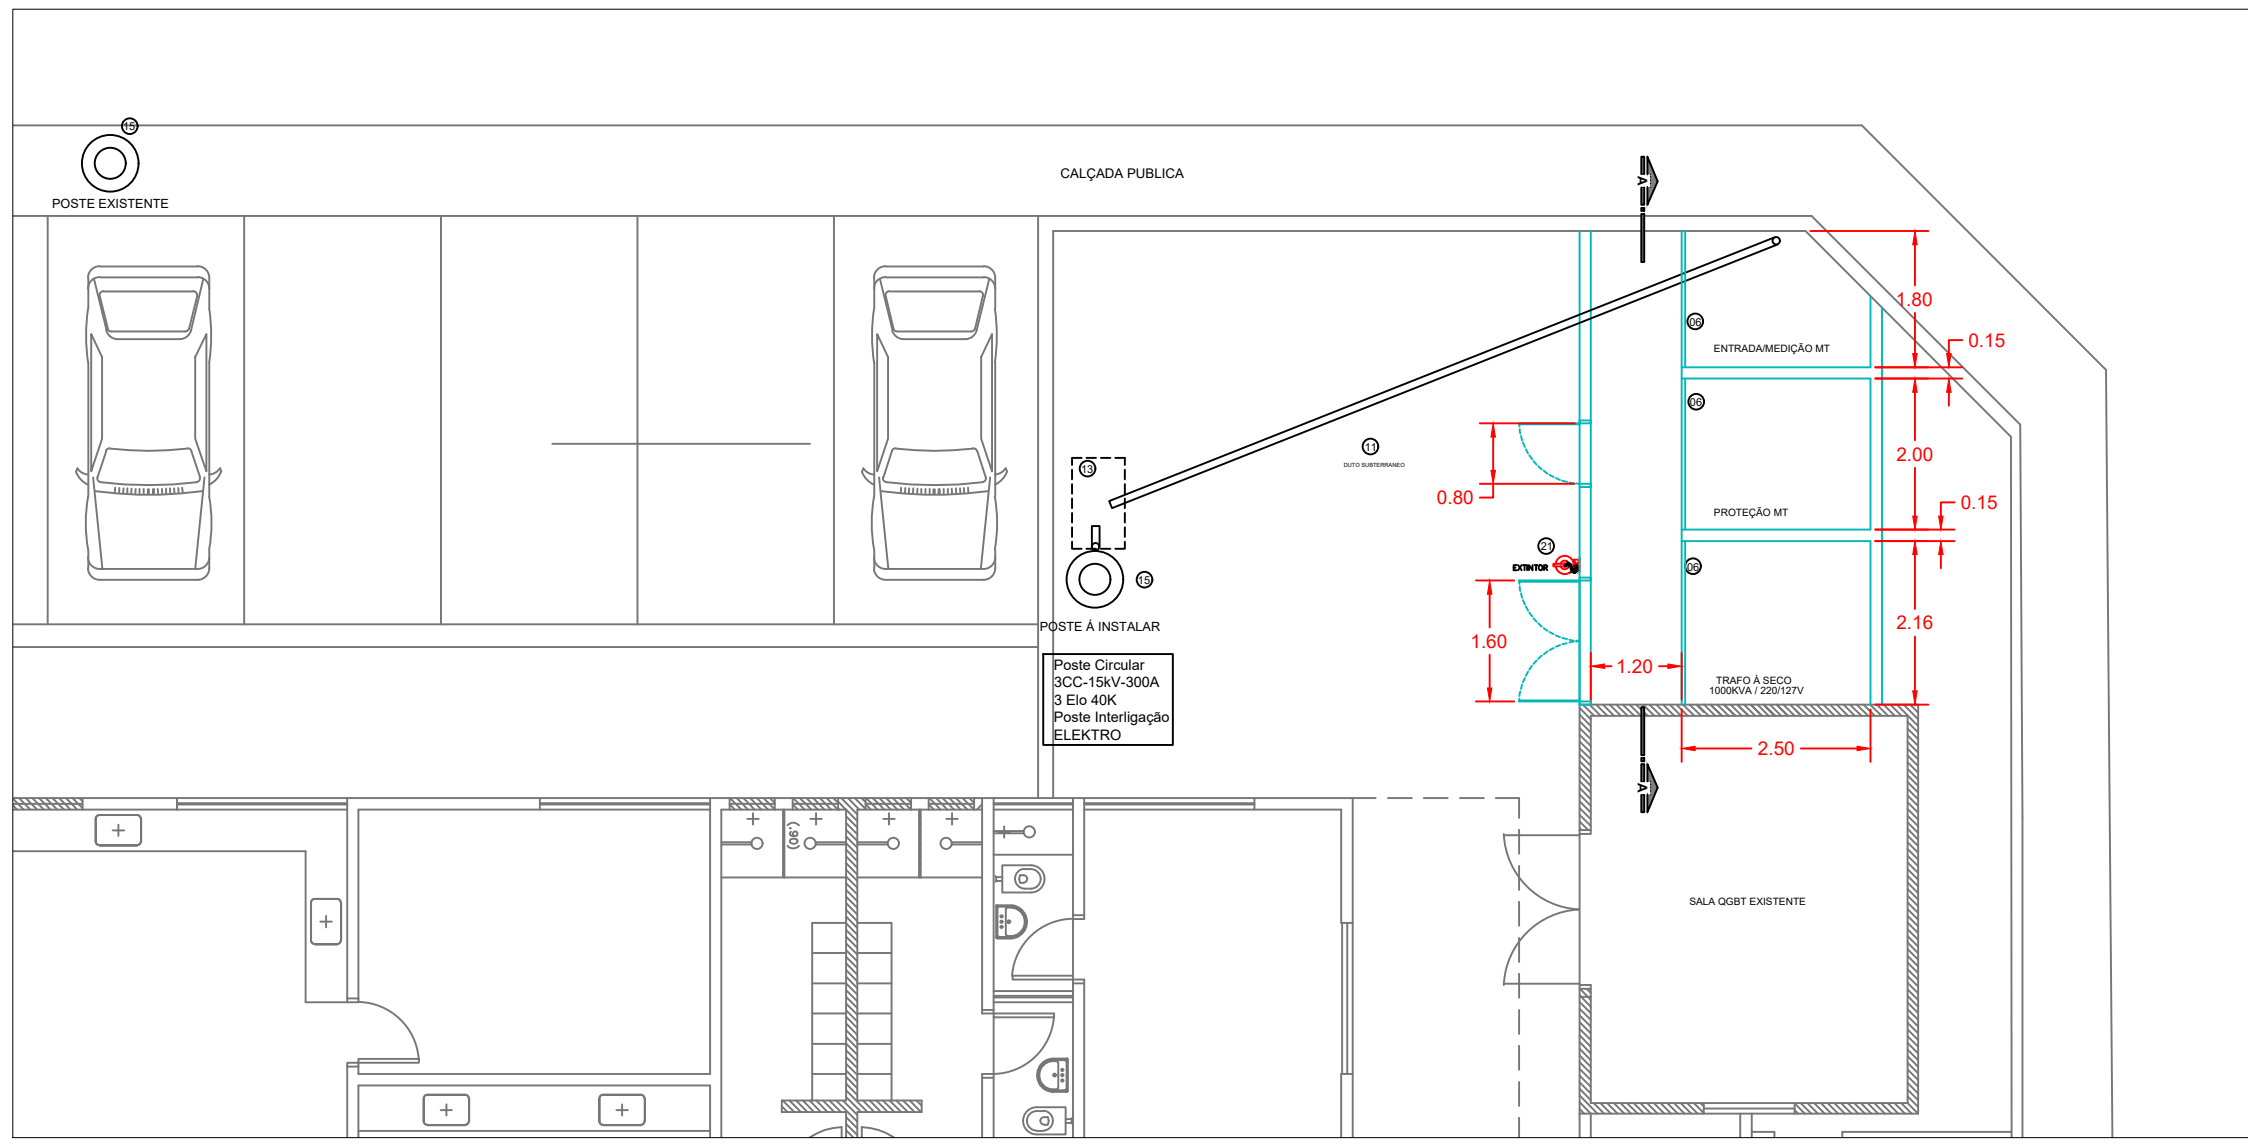 15
POSTE EXISTENTE
CALÇADA PUBLICA
A
1.80
06
ENTRADA/MEDIÇÃO MT
0.15
06
11
DUTO SUBTERRANEO
13
2.00
0.80
0.15
PROTEÇÃO MT
21
EXTINTOR
06
15
POSTE Á INSTALAR
1.60
2.16
1.20
Poste Circular
3CC-15kV-300A
3 Elo 40K
Poste Interligação
ELEKTRO
TRAFO À SECO
1000KVA / 220/127V
2.50
A
(.90)
SALA QGBT EXISTENTE